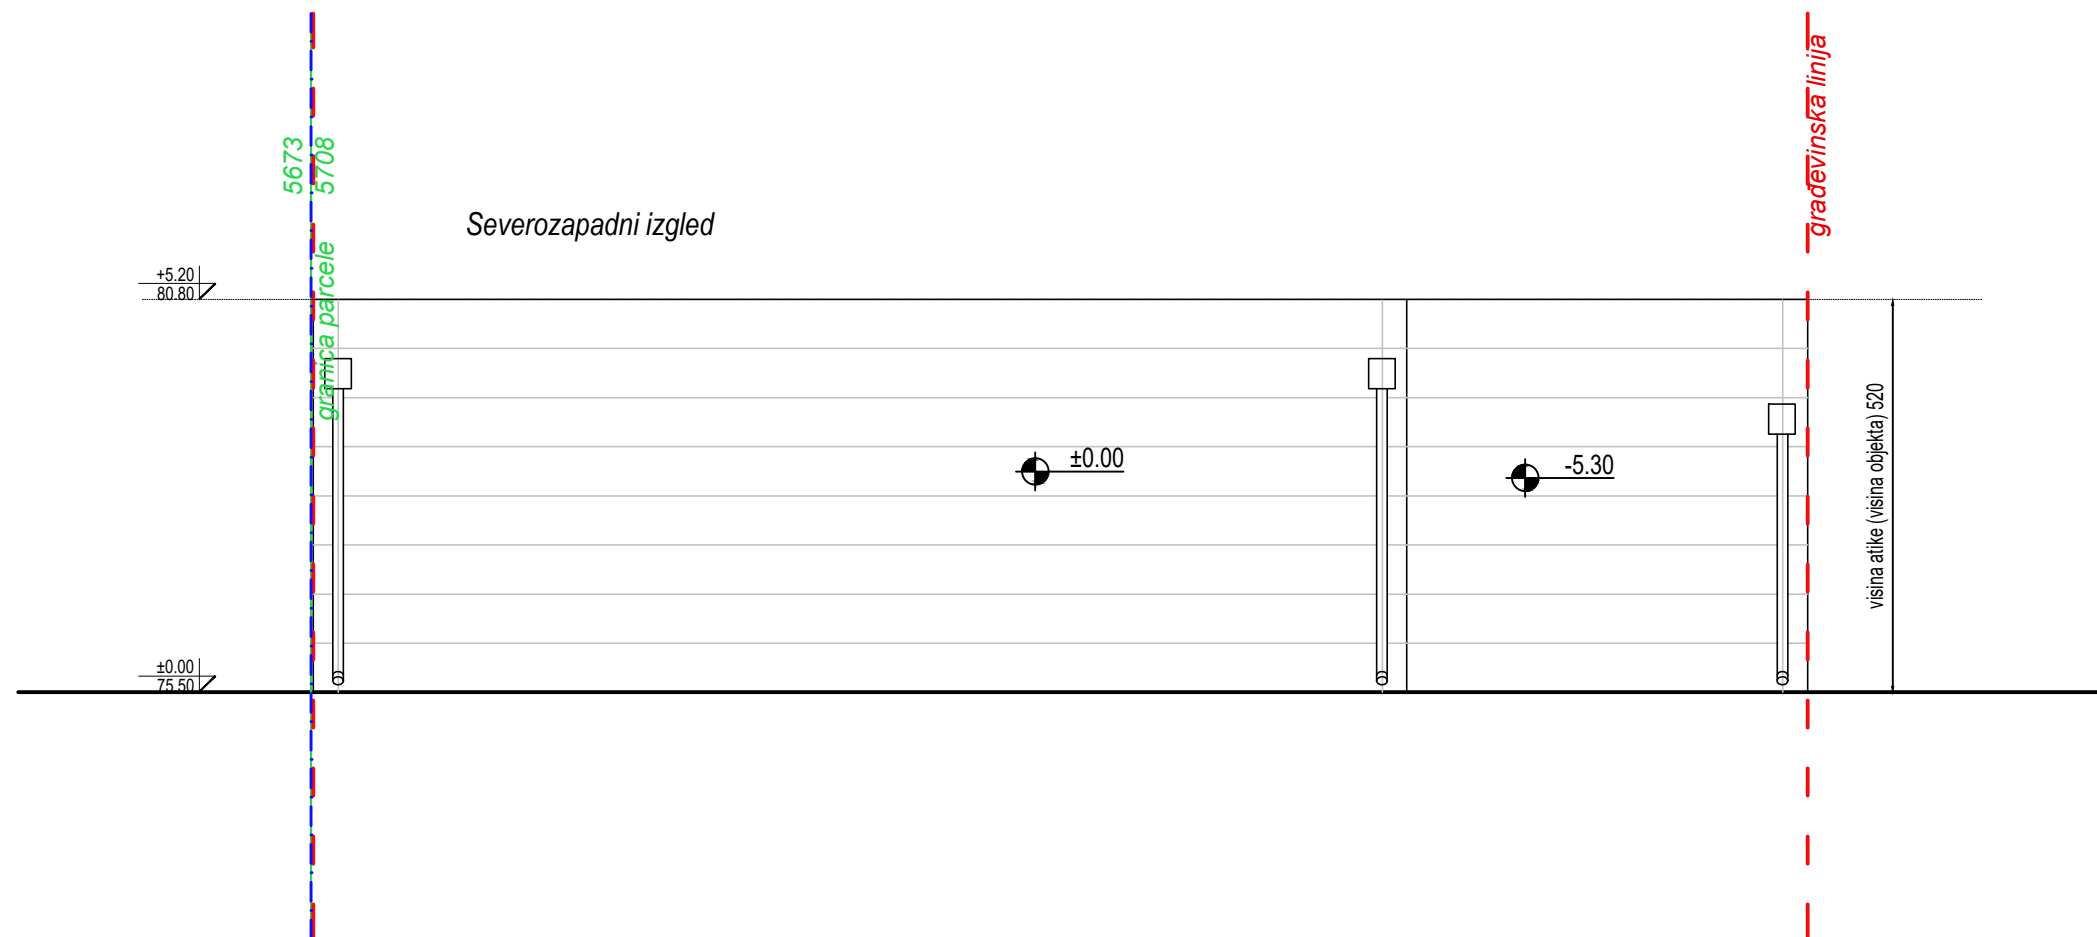 građevinska linija
5673
5708
granica parcele
Severozapadni izgled
+5.20
80.80
±0.00
-5.30
visina atike (visina objekta) 520
±0.00
75.50